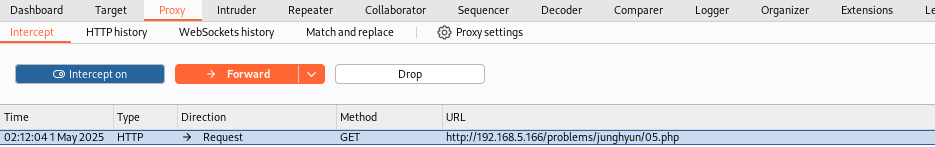 Dashboard Target Proxy Intruder Repeater Collaborator Sequencer Decoder Comparer Logger Organizer Extensions Le
Intercept HTTP history WebSockets history Match and replace Proxy settings
Intercept on Forward Drop
Time Type Direction Method URL
02:12:04 1 May 2025 HTTP → Request GET http://192.168.5.166/problems/junghyun/05.php